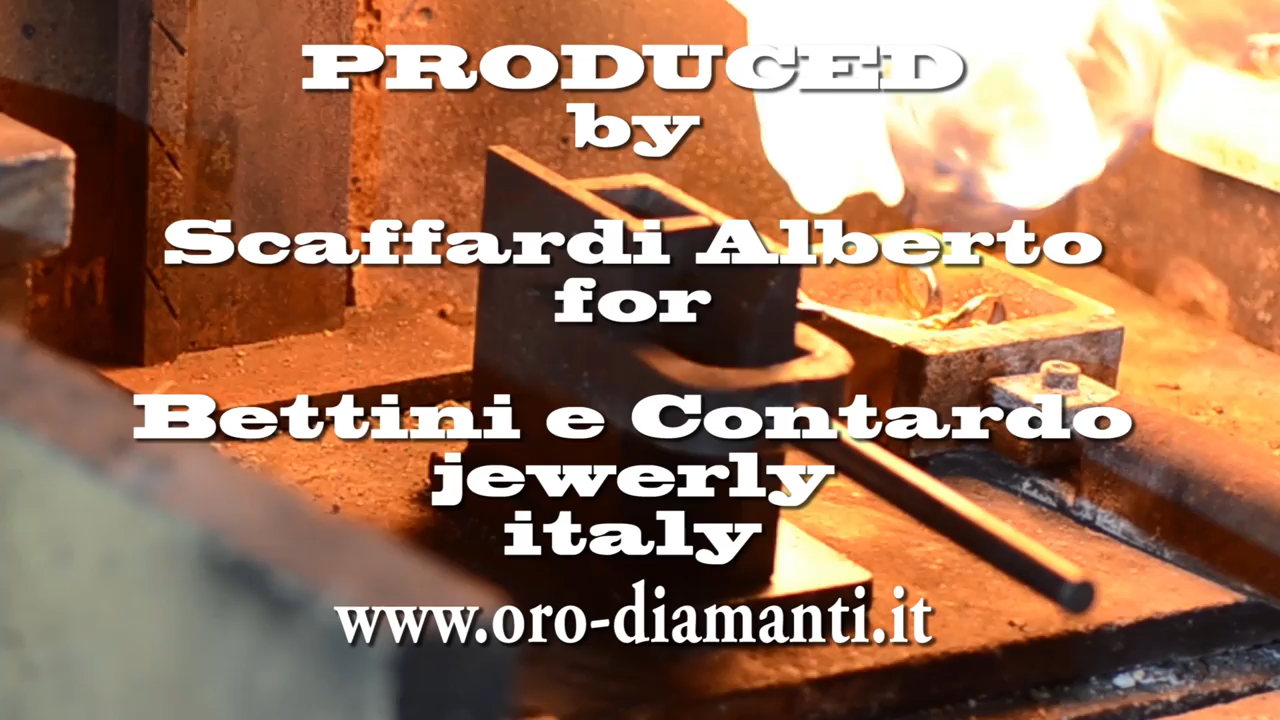 PRODUCED
by
Scaffardi Alberto
for
Bettini e Contardo
jewerly
italy
www.oro-diamanti.it